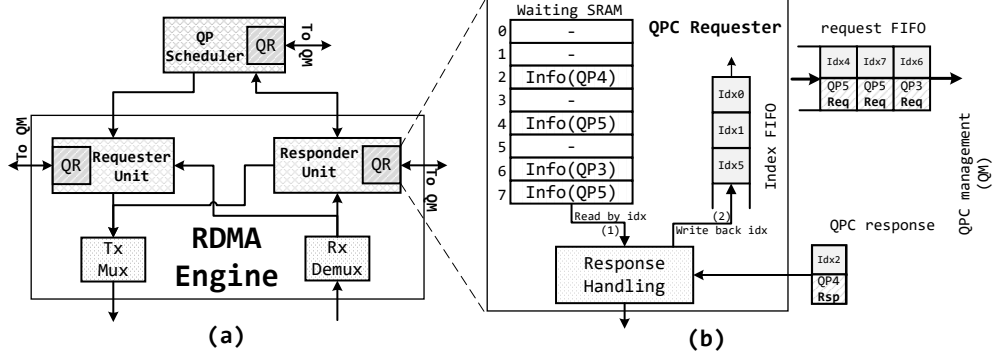 QP
Scheduler
QR
To QM
To QM
QR
Requester
Unit
Responder
Unit
QR
To QM
Tx
Mux
RDMA
Engine
Rx
Demux
(a)
Waiting SRAM
0 -
1 -
2 Info(QP4)
3 -
4 Info(QP5)
5 -
6 Info(QP3)
7 Info(QP5)
QPC Requester
Idx0
Idx1
Idx5
Index FIFO
Read by idx
(1)
(2)
Write back idx
Response
Handling
(b)
request FIFO
Idx4 Idx7 Idx6
QP5 QP5 QP3
Req Req Req
QPC management
(QM)
QPC response
Idx2
QP4
Rsp